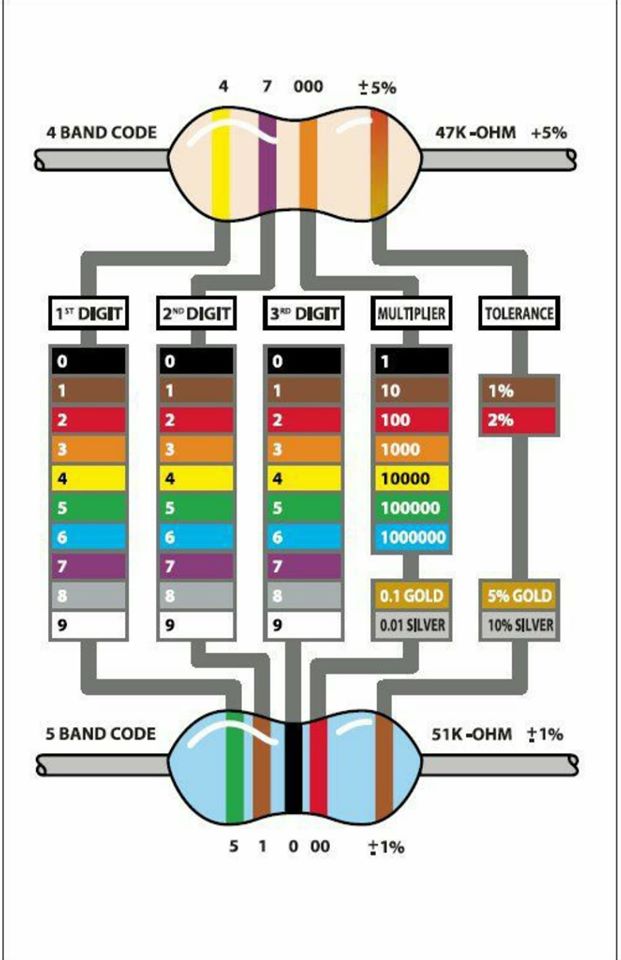 4 7 000 ±5%
4 BAND CODE 47K-OHM +5%
1ST DIGIT 2ND DIGIT 3RD DIGIT MULTIPLIER TOLERANCE
0 0 0 1
1 1 1 10 1%
2 2 2 100 2%
3 3 3 1000
4 4 4 10000
5 5 5 100000
6 6 6 1000000
7 7 7
8 8 8 0.1 GOLD 5% GOLD
9 9 9 0.01 SILVER 10% SILVER
5 BAND CODE 51K-OHM ±1%
5 1 0 00 ±1%